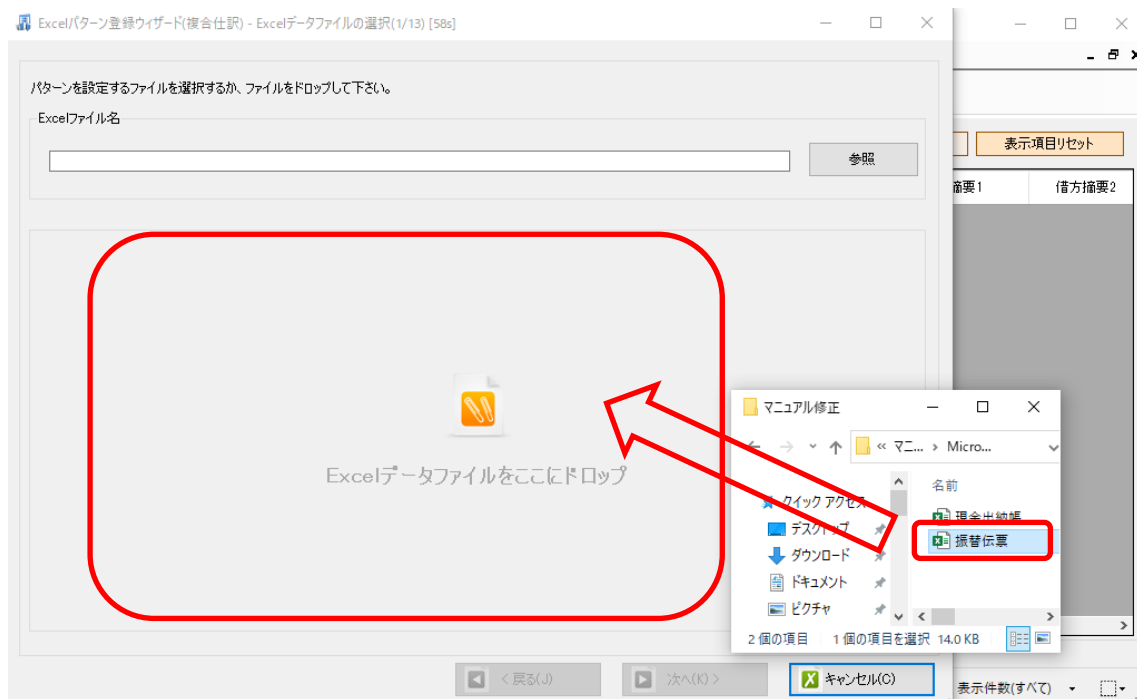 Excelパターン登録ウィザード(複合仕訳) - Excelデータファイルの選択(1/13) [58s]
パターンを設定するファイルを選択するか、ファイルをドロップして下さい。
Excelファイル名
参照
表示項目リセット
摘要1
借方摘要2
Excelデータファイルをここにドロップ
マニュアル修正
« マニ... › Micro...
名前
クイック アクセス
現金出納帳
デスクトップ
振替伝票
ダウンロード
ドキュメント
ピクチャ
2 個の項目
1 個の項目を選択 14.0 KB
< 戻る(J)
次へ(K) >
キャンセル(C)
表示件数(すべて)